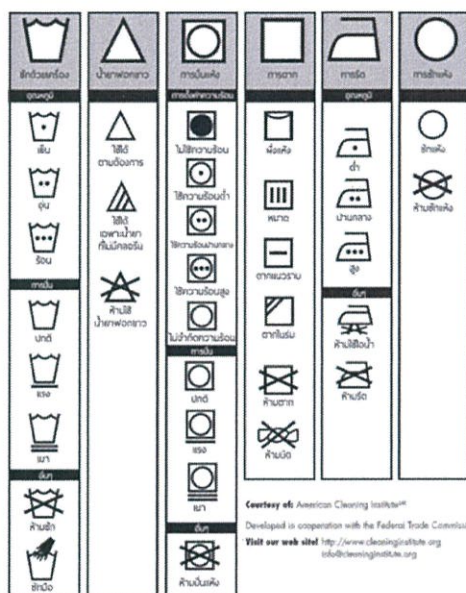 ซักด้วยเครื่อง
อุณหภูมิ
เย็น
อุ่น
ร้อน
การปั่น
ปกติ
แรง
เบา
อื่นๆ
ห้ามซัก
ซักมือ
น้ำยาฟอกขาว
ใช้ได้
ตามต้องการ
ใช้ได้
เฉพาะน้ำยา
ที่ไม่มีคลอรีน
ห้ามใช้
น้ำยาฟอกขาว
การปั่นแห้ง
การตั้งค่าความร้อน
ไม่ใช้ความร้อน
ใช้ความร้อนต่ำ
ใช้ความร้อนปานกลาง
ใช้ความร้อนสูง
ไม่จำกัดความร้อน
การปั่น
ปกติ
แรง
เบา
อื่นๆ
ห้ามปั่นแห้ง
การตาก
ผึ่งแห้ง
หมาด
ตากแนวราบ
ตากในร่ม
ห้ามตาก
ห้ามบิด
การรีด
อุณหภูมิ
ต่ำ
ปานกลาง
สูง
อื่นๆ
ห้ามใช้ไอน้ำ
ห้ามรีด
การซักแห้ง
ซักแห้ง
ห้ามซักแห้ง
Courtesy of: American Cleaning Institute
Developed in cooperation with the Federal Trade Commiss
Visit our web site! http://www.cleaninginstitute.org
info@cleaninginstitute.org